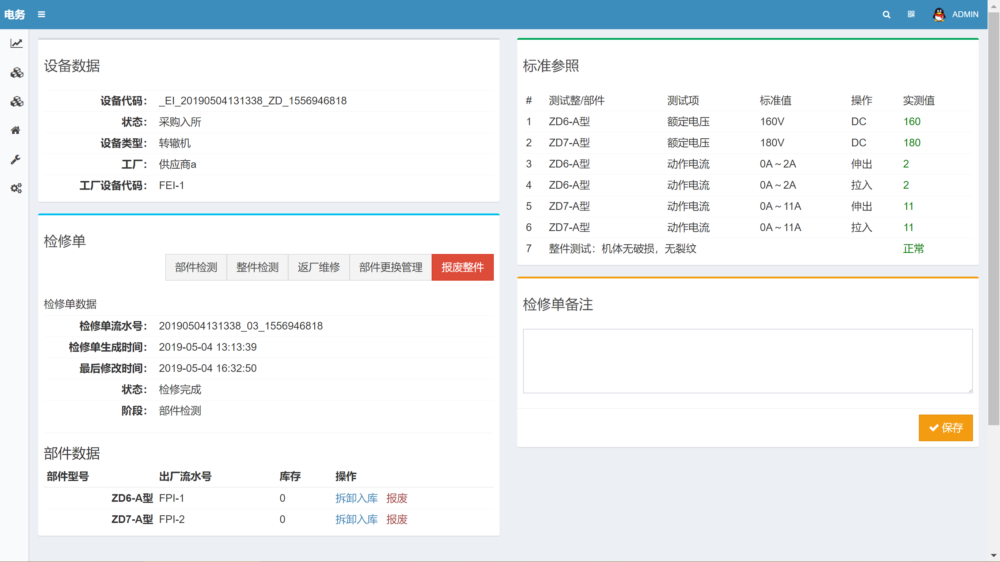 电务
ADMIN
设备数据
设备代码： _EI_20190504131338_ZD_1556946818
状态： 采购入所
设备类型： 转辙机
工厂： 供应商a
工厂设备代码： FEI-1
检修单
部件检测 整件检测 返厂维修 部件更换管理 报废整件
检修单数据
检修单流水号： 20190504131338_03_1556946818
检修单生成时间： 2019-05-04 13:13:39
最后修改时间： 2019-05-04 16:32:50
状态： 检修完成
阶段： 部件检测
部件数据
部件型号 出厂流水号 库存 操作
ZD6-A型 FPI-1 0 拆卸入库 报废
ZD7-A型 FPI-2 0 拆卸入库 报废
标准参照
# 测试整/部件 测试项 标准值 操作 实测值
1 ZD6-A型 额定电压 160V DC 160
2 ZD7-A型 额定电压 180V DC 180
3 ZD6-A型 动作电流 0A～2A 伸出 2
4 ZD6-A型 动作电流 0A～2A 拉入 2
5 ZD7-A型 动作电流 0A～11A 伸出 11
6 ZD7-A型 动作电流 0A～11A 拉入 11
7 整件测试：机体无破损，无裂纹 正常
检修单备注
保存